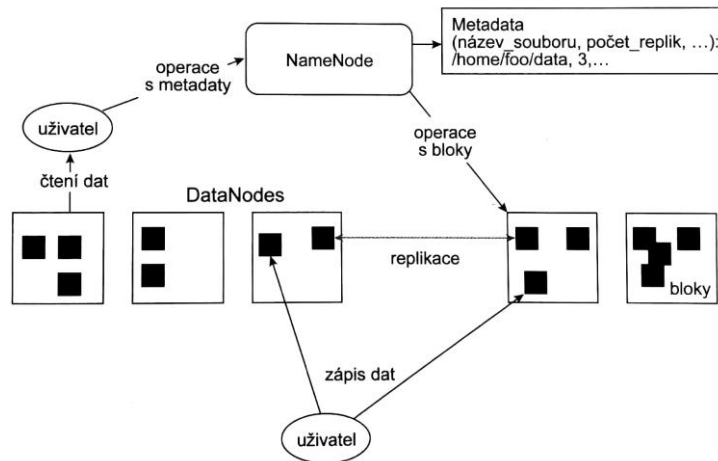 Metadata
(název_souboru, počet_replik, …):
/home/foo/data, 3,…
NameNode
operace
s metadaty
uživatel
operace
s bloky
čtení dat
DataNodes
replikace
bloky
zápis dat
uživatel